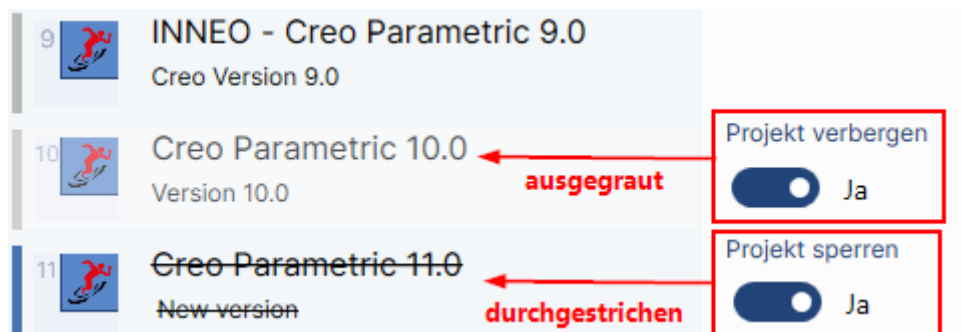 9
INNEO - Creo Parametric 9.0
Creo Version 9.0
10
Creo Parametric 10.0
Version 10.0
ausgegraut
Projekt verbergen
Ja
11
Creo Parametric 11.0
New version
durchgestrichen
Projekt sperren
Ja